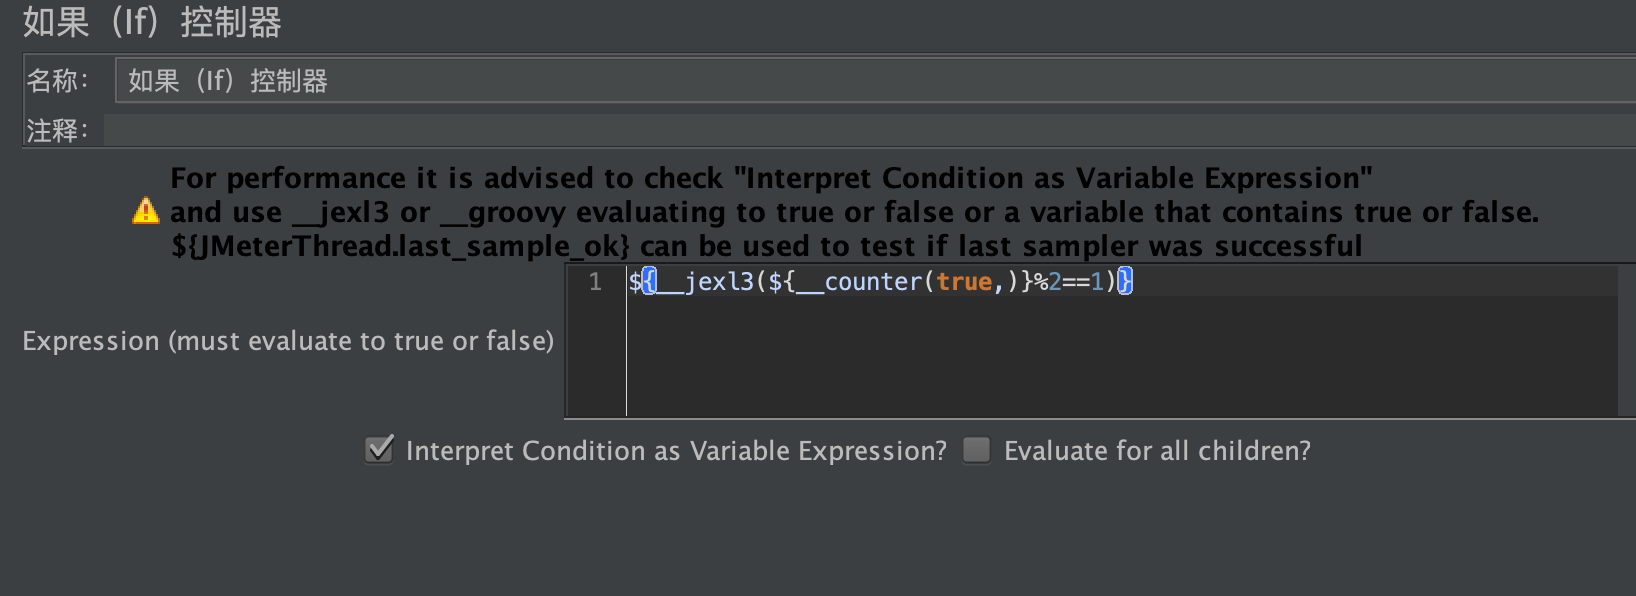 如果（If）控制器
名称： 如果（If）控制器
注释：
For performance it is advised to check "Interpret Condition as Variable Expression"
and use __jexl3 or __groovy evaluating to true or false or a variable that contains true or false.
${JMeterThread.last_sample_ok} can be used to test if last sampler was successful
1 ${__jexl3(${__counter(true,)}%2==1)}
Expression (must evaluate to true or false)
Interpret Condition as Variable Expression? Evaluate for all children?